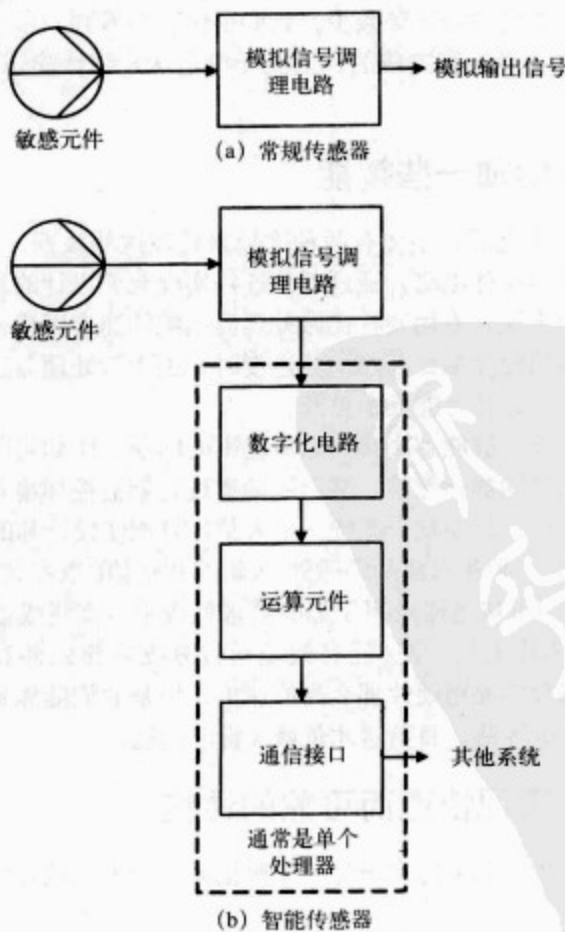 模拟信号调
理电路
模拟输出信号
敏感元件
(a) 常规传感器
模拟信号调
理电路
敏感元件
数字化电路
运算元件
通信接口
其他系统
通常是单个
处理器
(b) 智能传感器